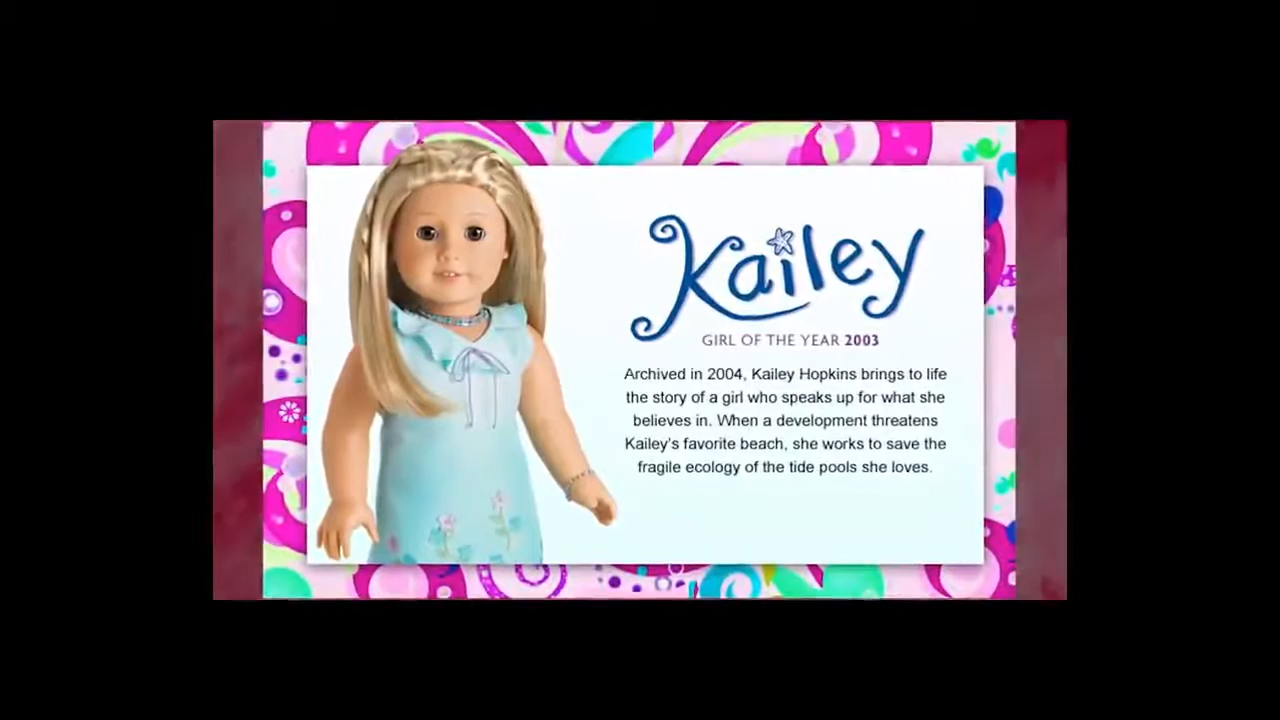 Kailey
GIRL OF THE YEAR 2003
Archived in 2004, Kailey Hopkins brings to life
the story of a girl who speaks up for what she
believes in. When a development threatens
Kailey's favorite beach, she works to save the
fragile ecology of the tide pools she loves.